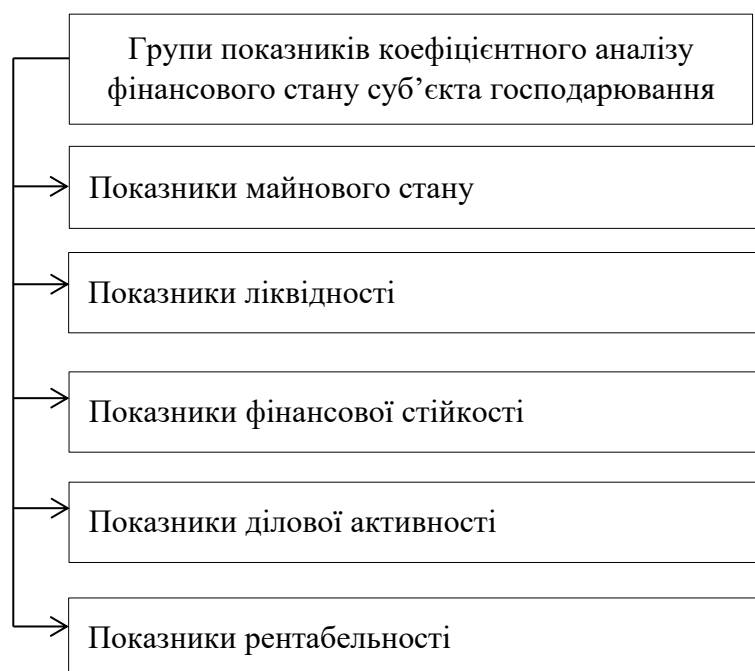 Групи показників коефіцієнтного аналізу
фінансового стану суб’єкта господарювання
Показники майнового стану
Показники ліквідності
Показники фінансової стійкості
Показники ділової активності
Показники рентабельності